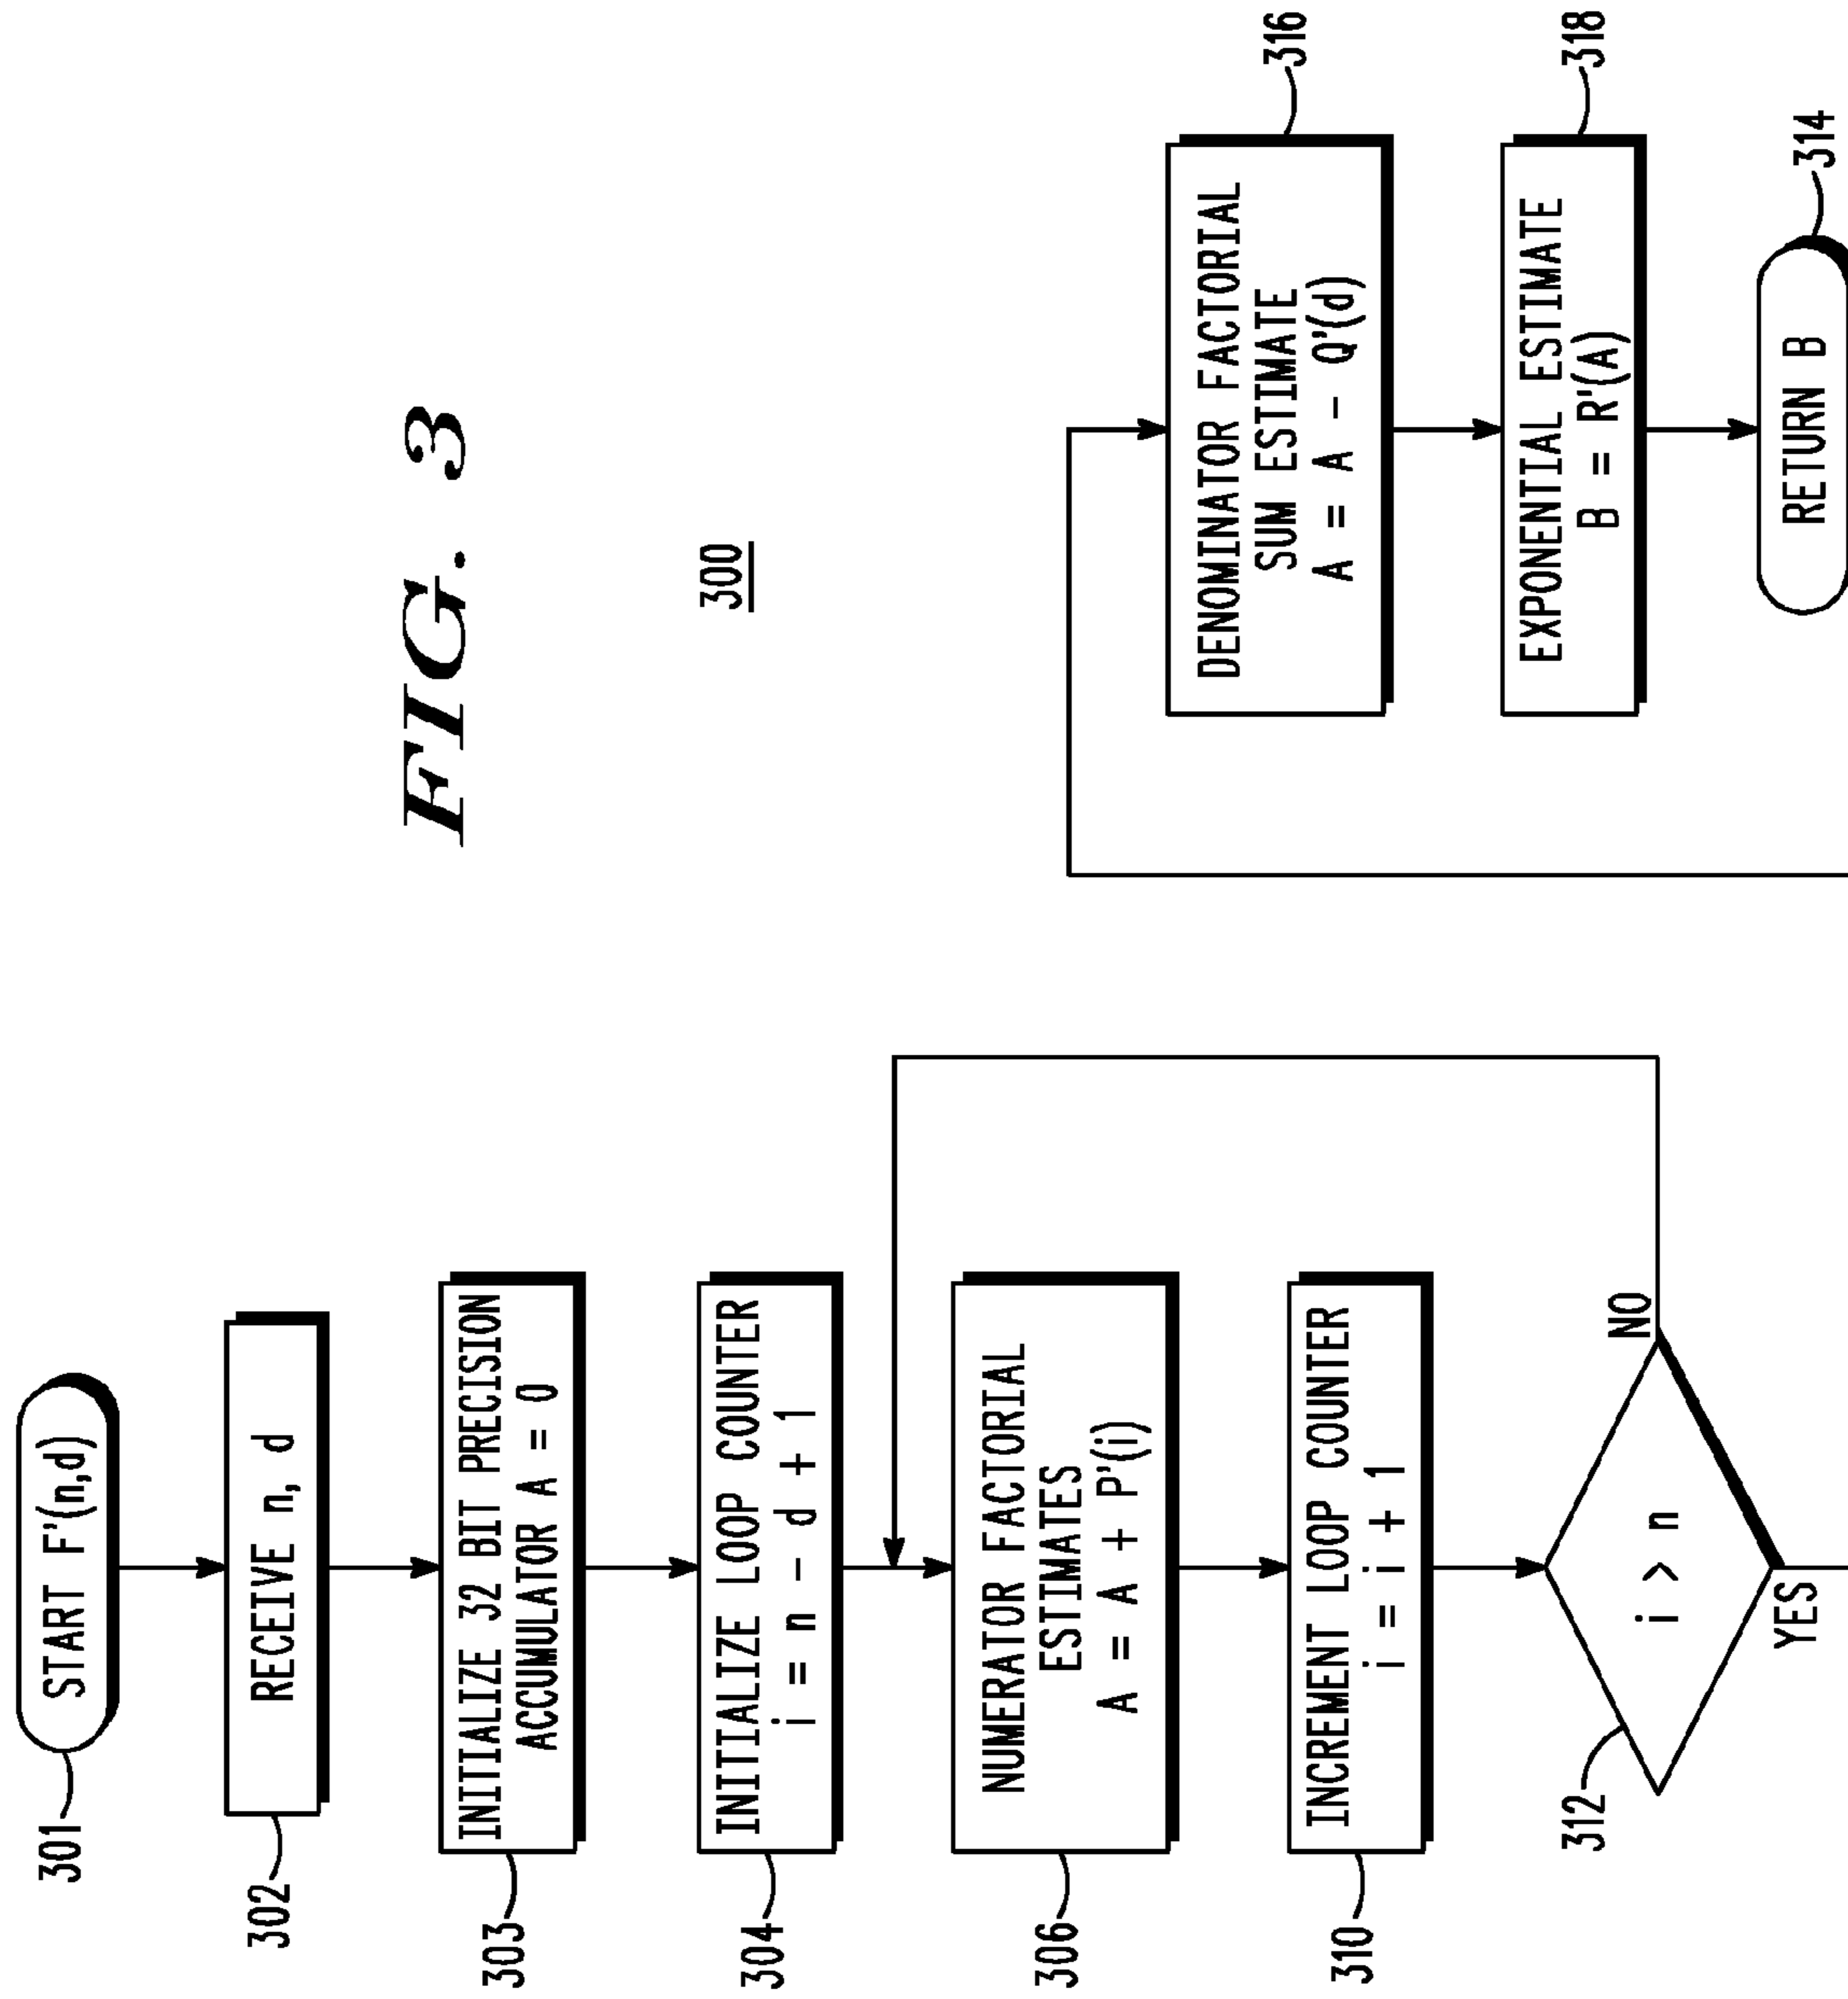 FIG. 3
300
301
START F'(n,d)
302
RECEIVE n, d
303
INITIALIZE 32 BIT PRECISION
ACCUMULATOR A = 0
304
INITIALIZE LOOP COUNTER
i = n - d + 1
306
NUMERATOR FACTORIAL
ESTIMATES
A = A + P'(i)
310
INCREMENT LOOP COUNTER
i = i + 1
312
i > n
NO
YES
316
DENOMINATOR FACTORIAL
SUM ESTIMATE
A = A - Q'(d)
318
EXPONENTIAL ESTIMATE
B = R'(A)
314
RETURN B